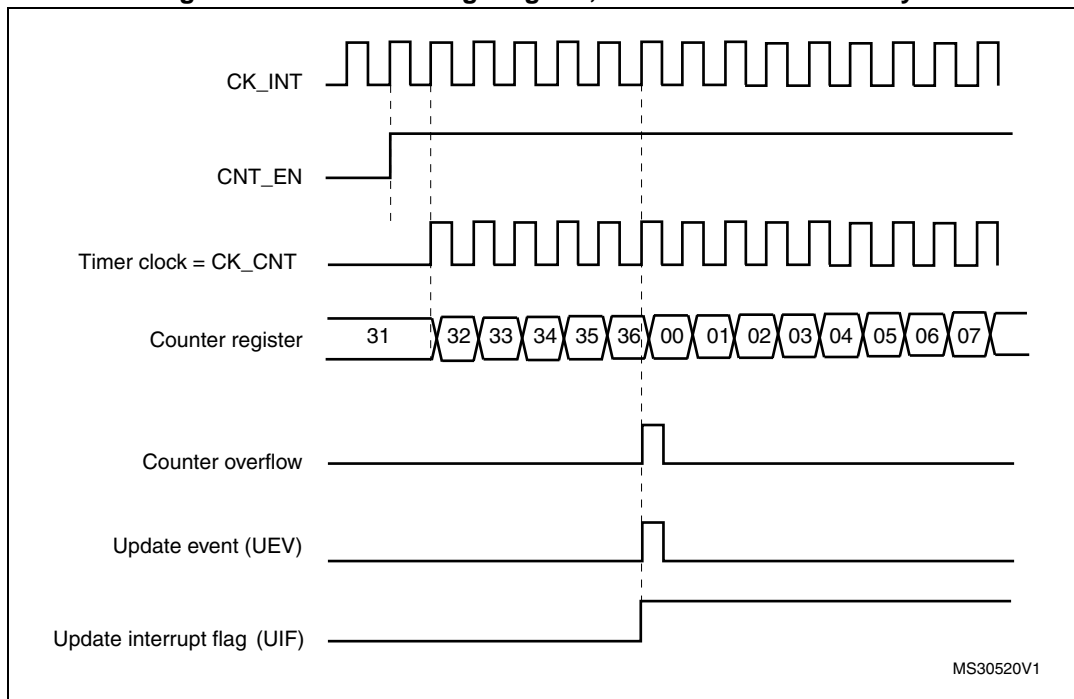 CK_INT
CNT_EN
Timer clock = CK_CNT
Counter register 31 32 33 34 35 36 00 01 02 03 04 05 06 07
Counter overflow
Update event (UEV)
Update interrupt flag (UIF)
MS30520V1